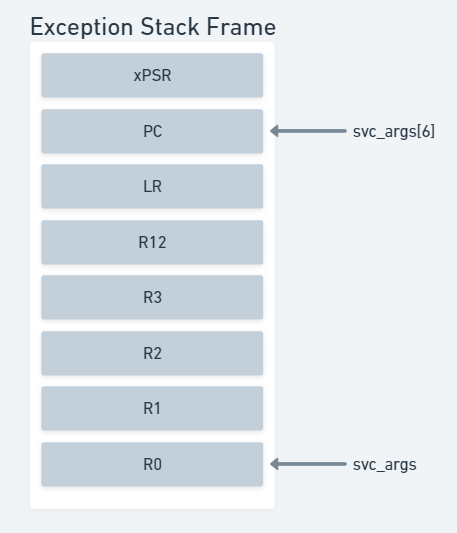 Exception Stack Frame
xPSR
PC
svc_args[6]
LR
R12
R3
R2
R1
R0
svc_args